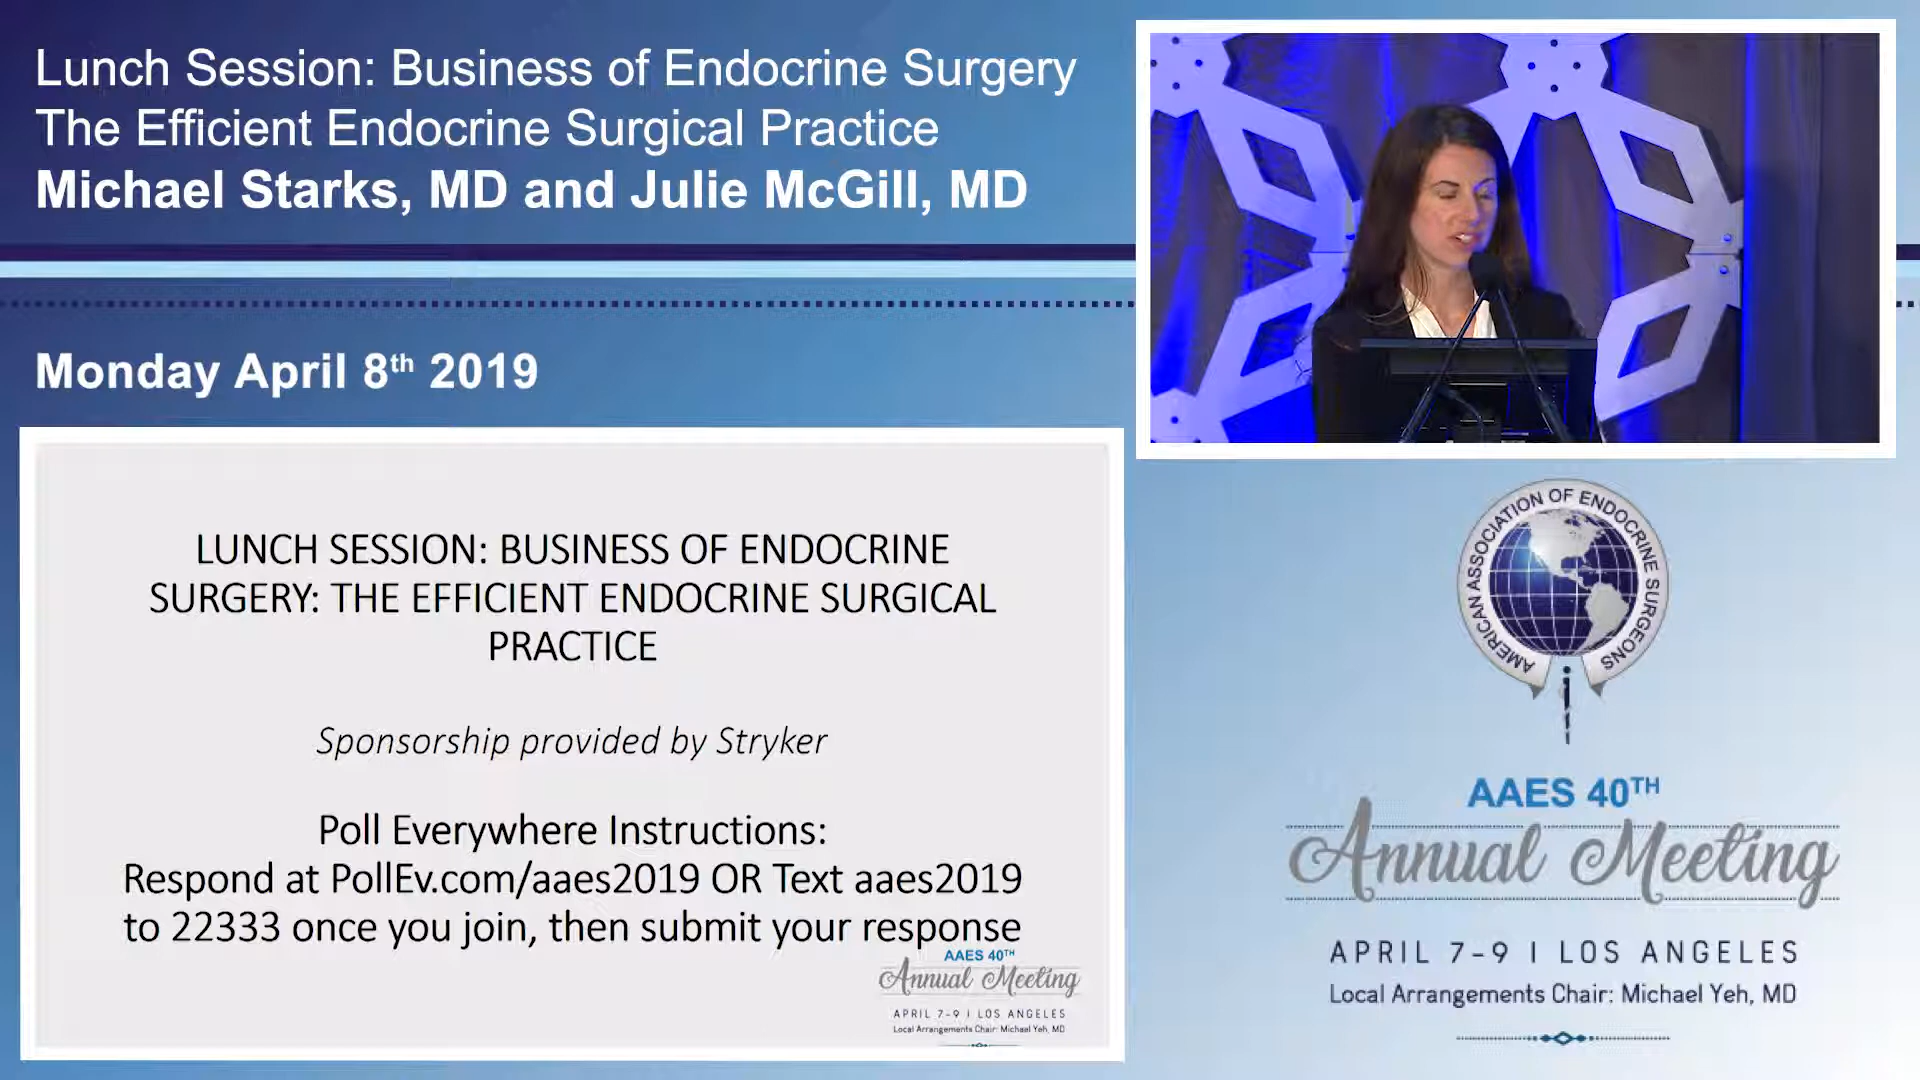 Lunch Session: Business of Endocrine Surgery
The Efficient Endocrine Surgical Practice
Michael Starks, MD and Julie McGill, MD
Monday April 8th 2019
LUNCH SESSION: BUSINESS OF ENDOCRINE
SURGERY: THE EFFICIENT ENDOCRINE SURGICAL
PRACTICE
Sponsorship provided by Stryker
Poll Everywhere Instructions:
Respond at PollEv.com/aaes2019 OR Text aaes2019
to 22333 once you join, then submit your response
AAES 40TH
Annual Meeting
APRIL 7-9 | LOS ANGELES
Local Arrangements Chair: Michael Yeh, MD
AMERICAN ASSOCIATION OF ENDOCRINE SURGEONS
AAES 40TH
Annual Meeting
APRIL 7-9 | LOS ANGELES
Local Arrangements Chair: Michael Yeh, MD